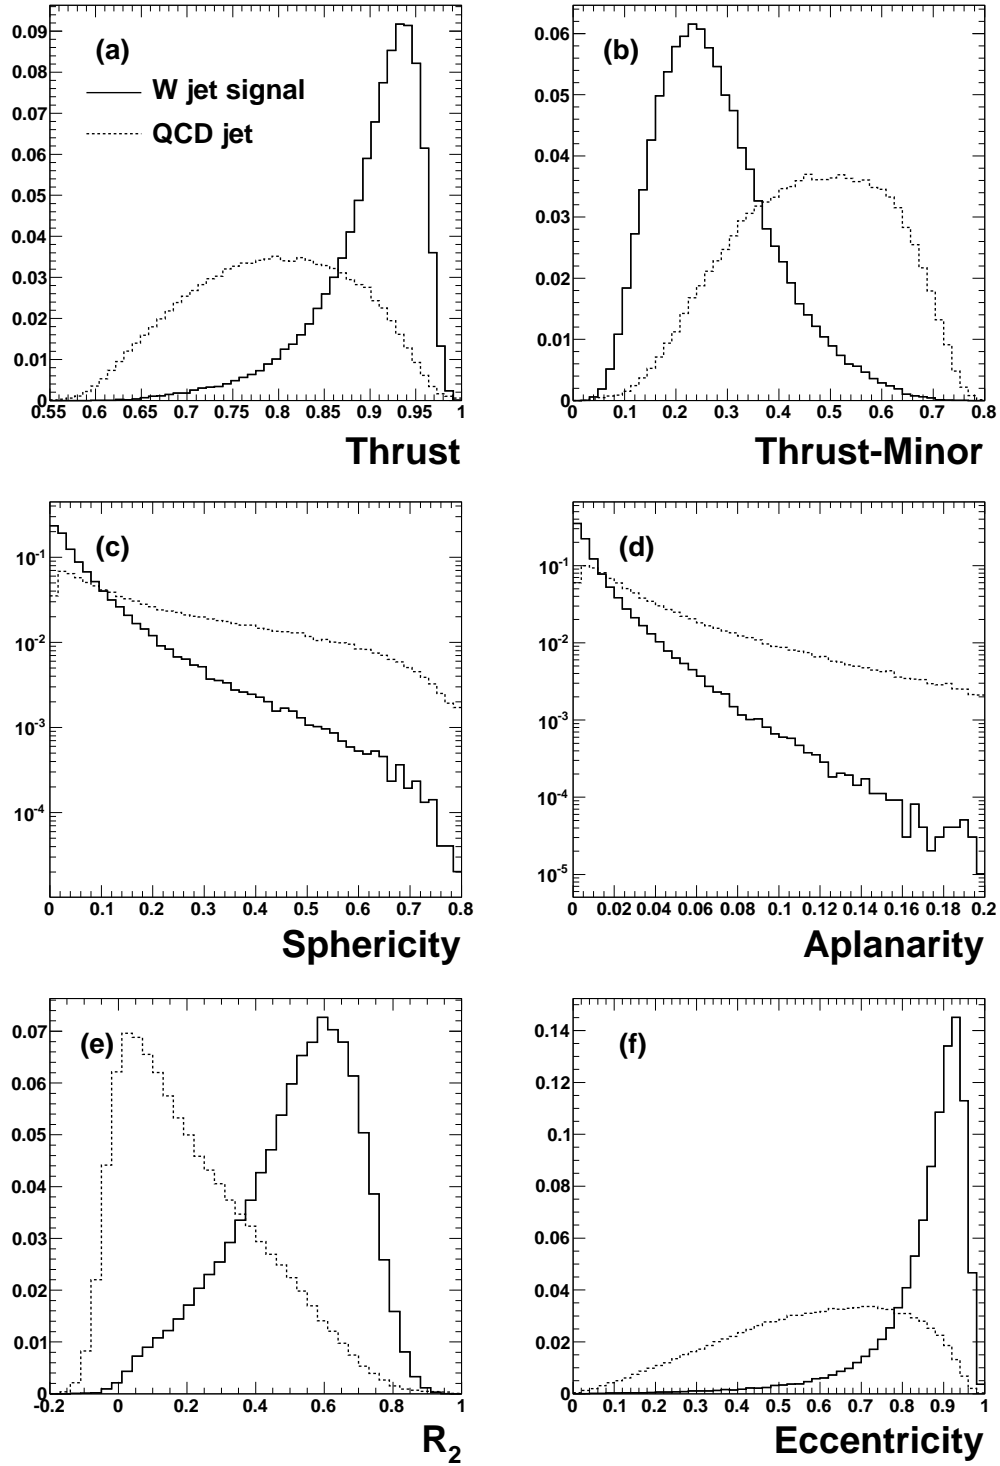 (a)
W jet signal
QCD jet
0.09
0.08
0.07
0.06
0.05
0.04
0.03
0.02
0.01
0
0.55 0.6 0.65 0.7 0.75 0.8 0.85 0.9 0.95 1
Thrust
(b)
0.06
0.05
0.04
0.03
0.02
0.01
0
0 0.1 0.2 0.3 0.4 0.5 0.6 0.7 0.8
Thrust-Minor
(c)
10⁻¹
10⁻²
10⁻³
10⁻⁴
0 0.1 0.2 0.3 0.4 0.5 0.6 0.7 0.8
Sphericity
(d)
10⁻¹
10⁻²
10⁻³
10⁻⁴
10⁻⁵
0 0.02 0.04 0.06 0.08 0.1 0.12 0.14 0.16 0.18 0.2
Aplanarity
(e)
0.07
0.06
0.05
0.04
0.03
0.02
0.01
0
-0.2 0 0.2 0.4 0.6 0.8 1
R₂
(f)
0.14
0.12
0.1
0.08
0.06
0.04
0.02
0
0 0.1 0.2 0.3 0.4 0.5 0.6 0.7 0.8 0.9 1
Eccentricity